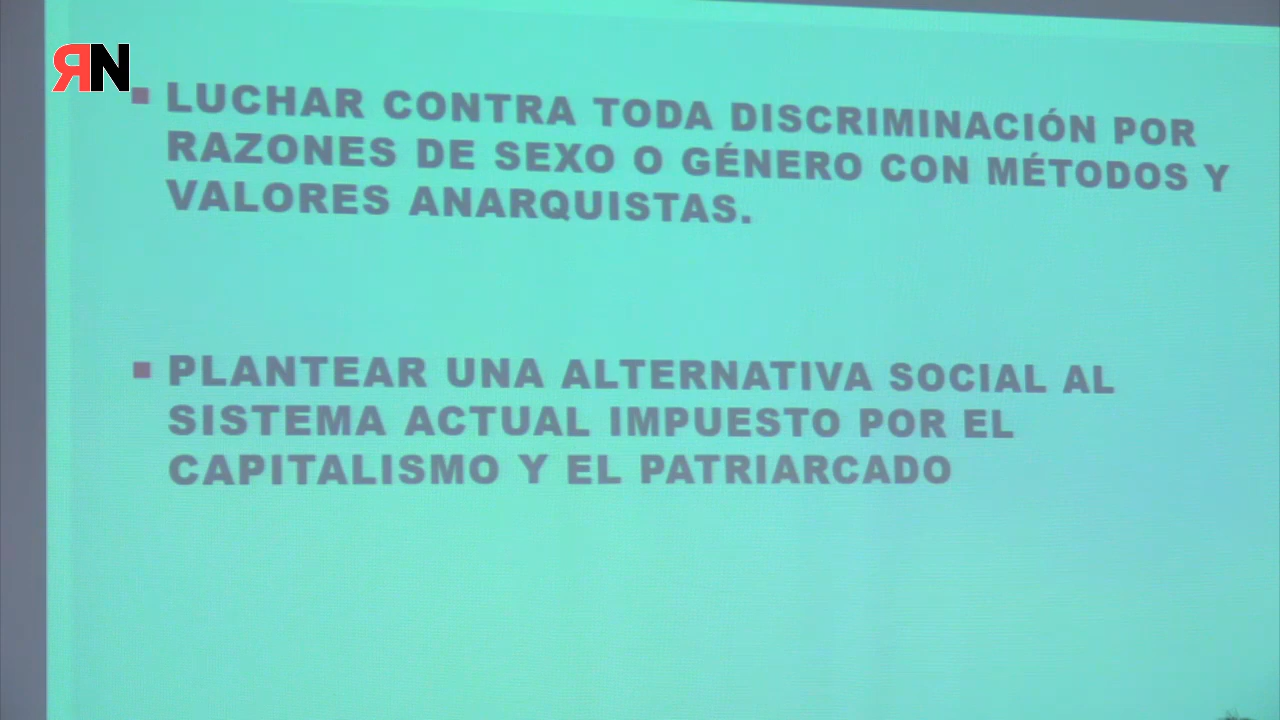 ЯN
LUCHAR CONTRA TODA DISCRIMINACIÓN POR
RAZONES DE SEXO O GÉNERO CON MÉTODOS Y
VALORES ANARQUISTAS.
PLANTEAR UNA ALTERNATIVA SOCIAL AL
SISTEMA ACTUAL IMPUESTO POR EL
CAPITALISMO Y EL PATRIARCADO